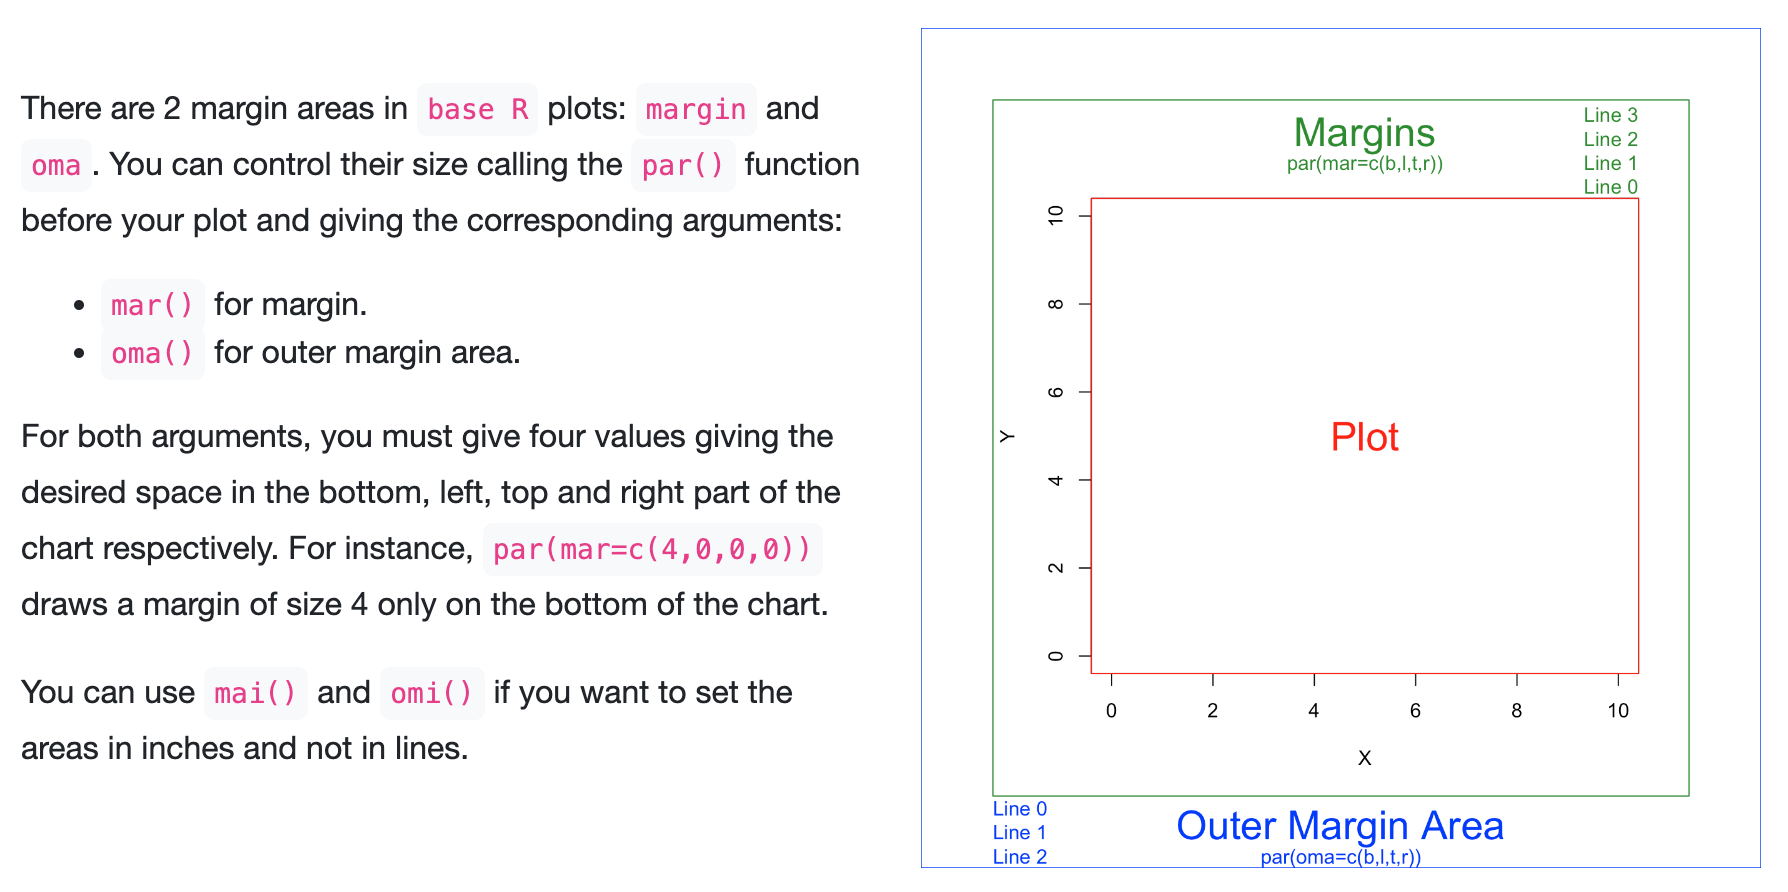 There are 2 margin areas in base R plots: margin and
oma . You can control their size calling the par() function
before your plot and giving the corresponding arguments:
• mar() for margin.
• oma() for outer margin area.
For both arguments, you must give four values giving the
desired space in the bottom, left, top and right part of the
chart respectively. For instance, par(mar=c(4,0,0,0))
draws a margin of size 4 only on the bottom of the chart.
You can use mai() and omi() if you want to set the
areas in inches and not in lines.
Margins
par(mar=c(b,l,t,r))
Line 3
Line 2
Line 1
Line 0
10
8
6
4
2
0
Y
Plot
0 2 4 6 8 10
X
Line 0
Line 1
Line 2
Outer Margin Area
par(oma=c(b,l,t,r))